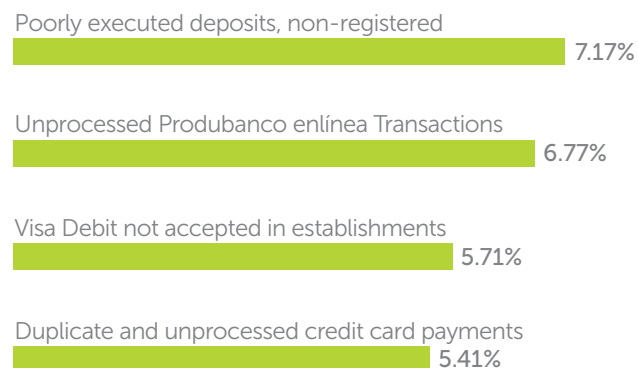 Poorly executed deposits, non-registered
7.17%
Unprocessed Produbanco enlínea Transactions
6.77%
Visa Debit not accepted in establishments
5.71%
Duplicate and unprocessed credit card payments
5.41%